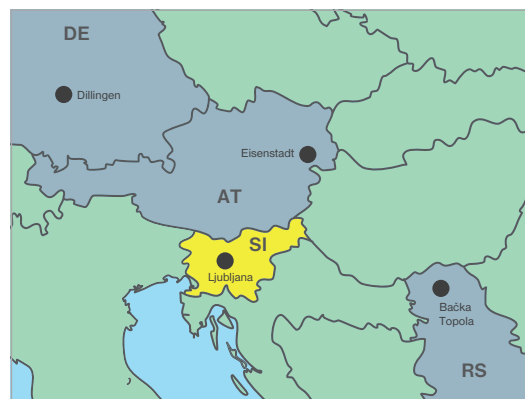 DE
Dillingen
Eisenstadt
AT
SI
Ljubljana
Bačka
Topola
RS